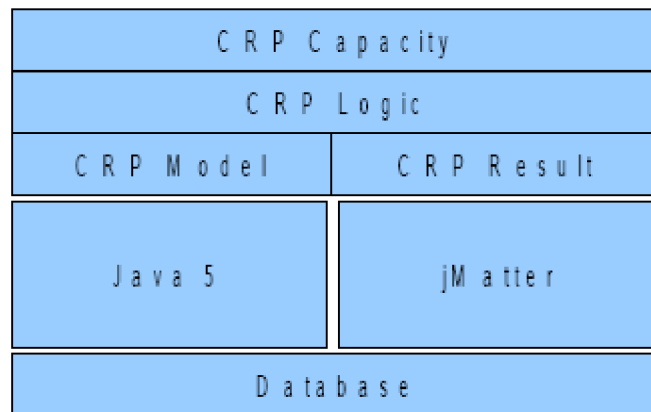 CRP Capacity
CRP Logic
CRP Model CRP Result
Java 5 jMatter
Database